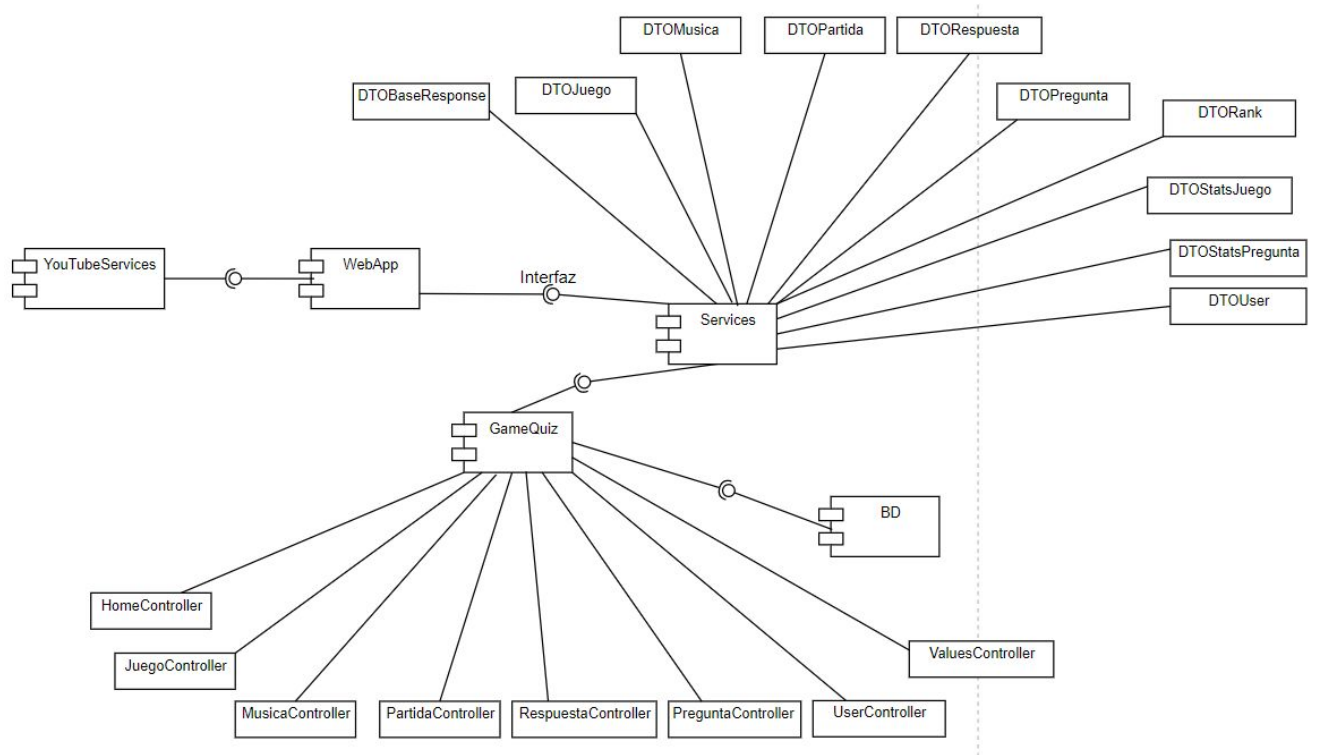 DTOMusica
DTOPartida
DTORespuesta
DTOBaseResponse
DTOJuego
DTOPregunta
DTORank
DTOStatsJuego
DTOStatsPregunta
DTOUser
YouTubeServices
WebApp
Interfaz
Services
GameQuiz
BD
HomeController
JuegoController
MusicaController
PartidaController
RespuestaController
PreguntaController
UserController
ValuesController